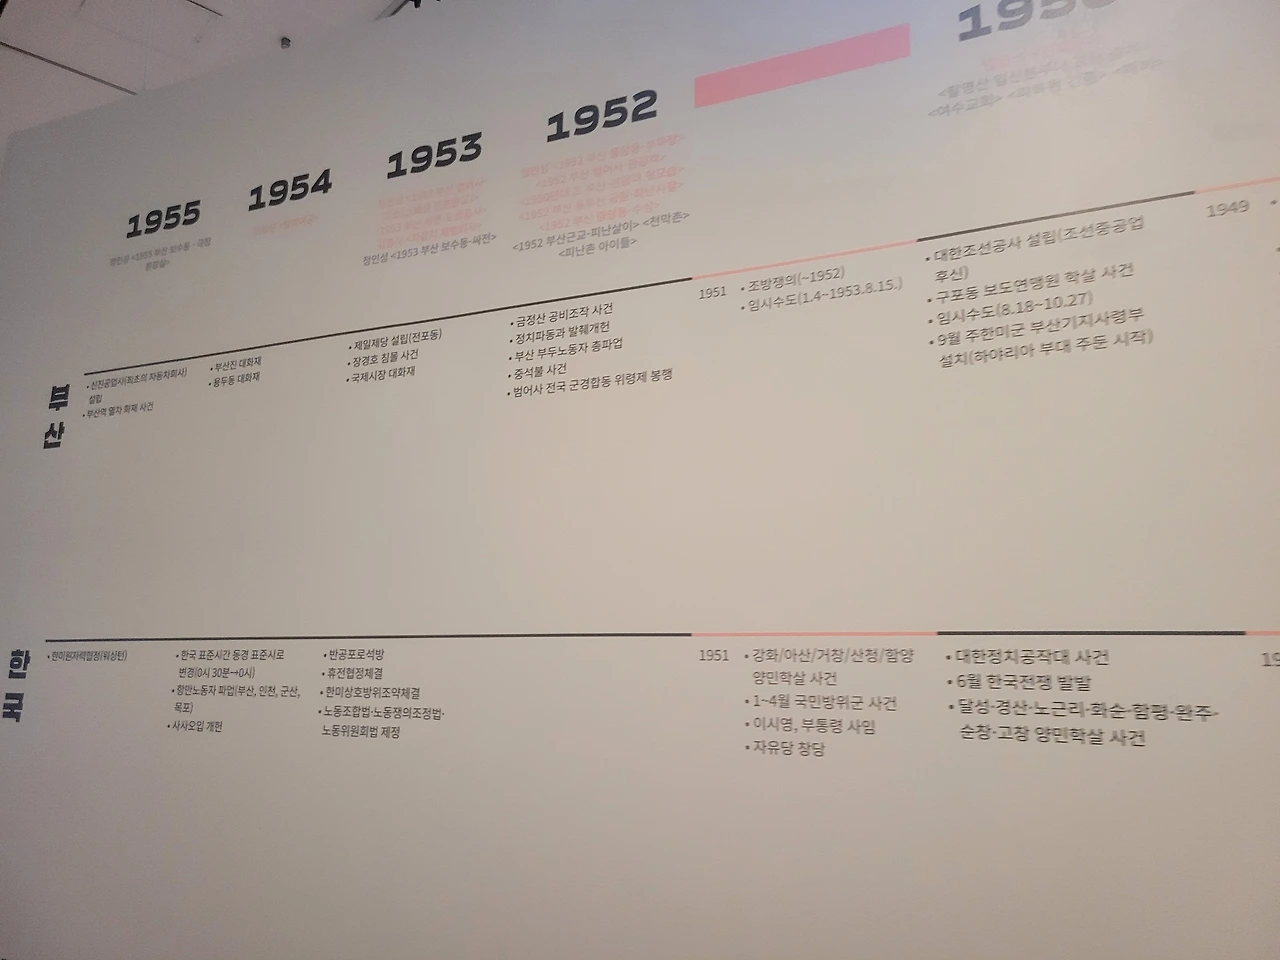 1955
1954
1953
1952
195
장인성 <1953 부산 보수동-싸전>
<1952 부산근교-피난살이> <천막촌>
<피난촌 아이들>
<여수교회>
부산
• 신진공업사(최초의 자동차회사)
설립
• 부산역 열차 화재 사건
• 부산진 대화재
• 용두동 대화재
• 제일제당 설립(전포동)
• 장경호 침몰 사건
• 국제시장 대화재
• 금정산 공비조작 사건
• 정치파동과 발췌개헌
• 부산 부두노동자 총파업
• 중석불 사건
• 범어사 전국 군경합동 위령제 봉행
1951
• 조방쟁의(~1952)
• 임시수도(1.4~1953.8.15.)
• 대한조선공사 설립(조선중공업
후신)
• 구포동 보도연맹원 학살 사건
• 임시수도(8.18~10.27)
• 9월 주한미군 부산기지사령부
설치(하야리아 부대 주둔 시작)
1949
한국
• 한미원자력협정(워싱턴)
• 한국 표준시간 동경 표준시로
변경(0시 30분→0시)
• 항만노동자 파업(부산, 인천, 군산,
목포)
• 사사오입 개헌
• 반공포로석방
• 휴전협정체결
• 한미상호방위조약체결
• 노동조합법·노동쟁의조정법·
노동위원회법 제정
1951
• 강화/아산/거창/산청/함양
양민학살 사건
• 1~4월 국민방위군 사건
• 이시영, 부통령 사임
• 자유당 창당
• 대한정치공작대 사건
• 6월 한국전쟁 발발
• 달성·경산·노근리·화순·함평·완주·
순창·고창 양민학살 사건
19